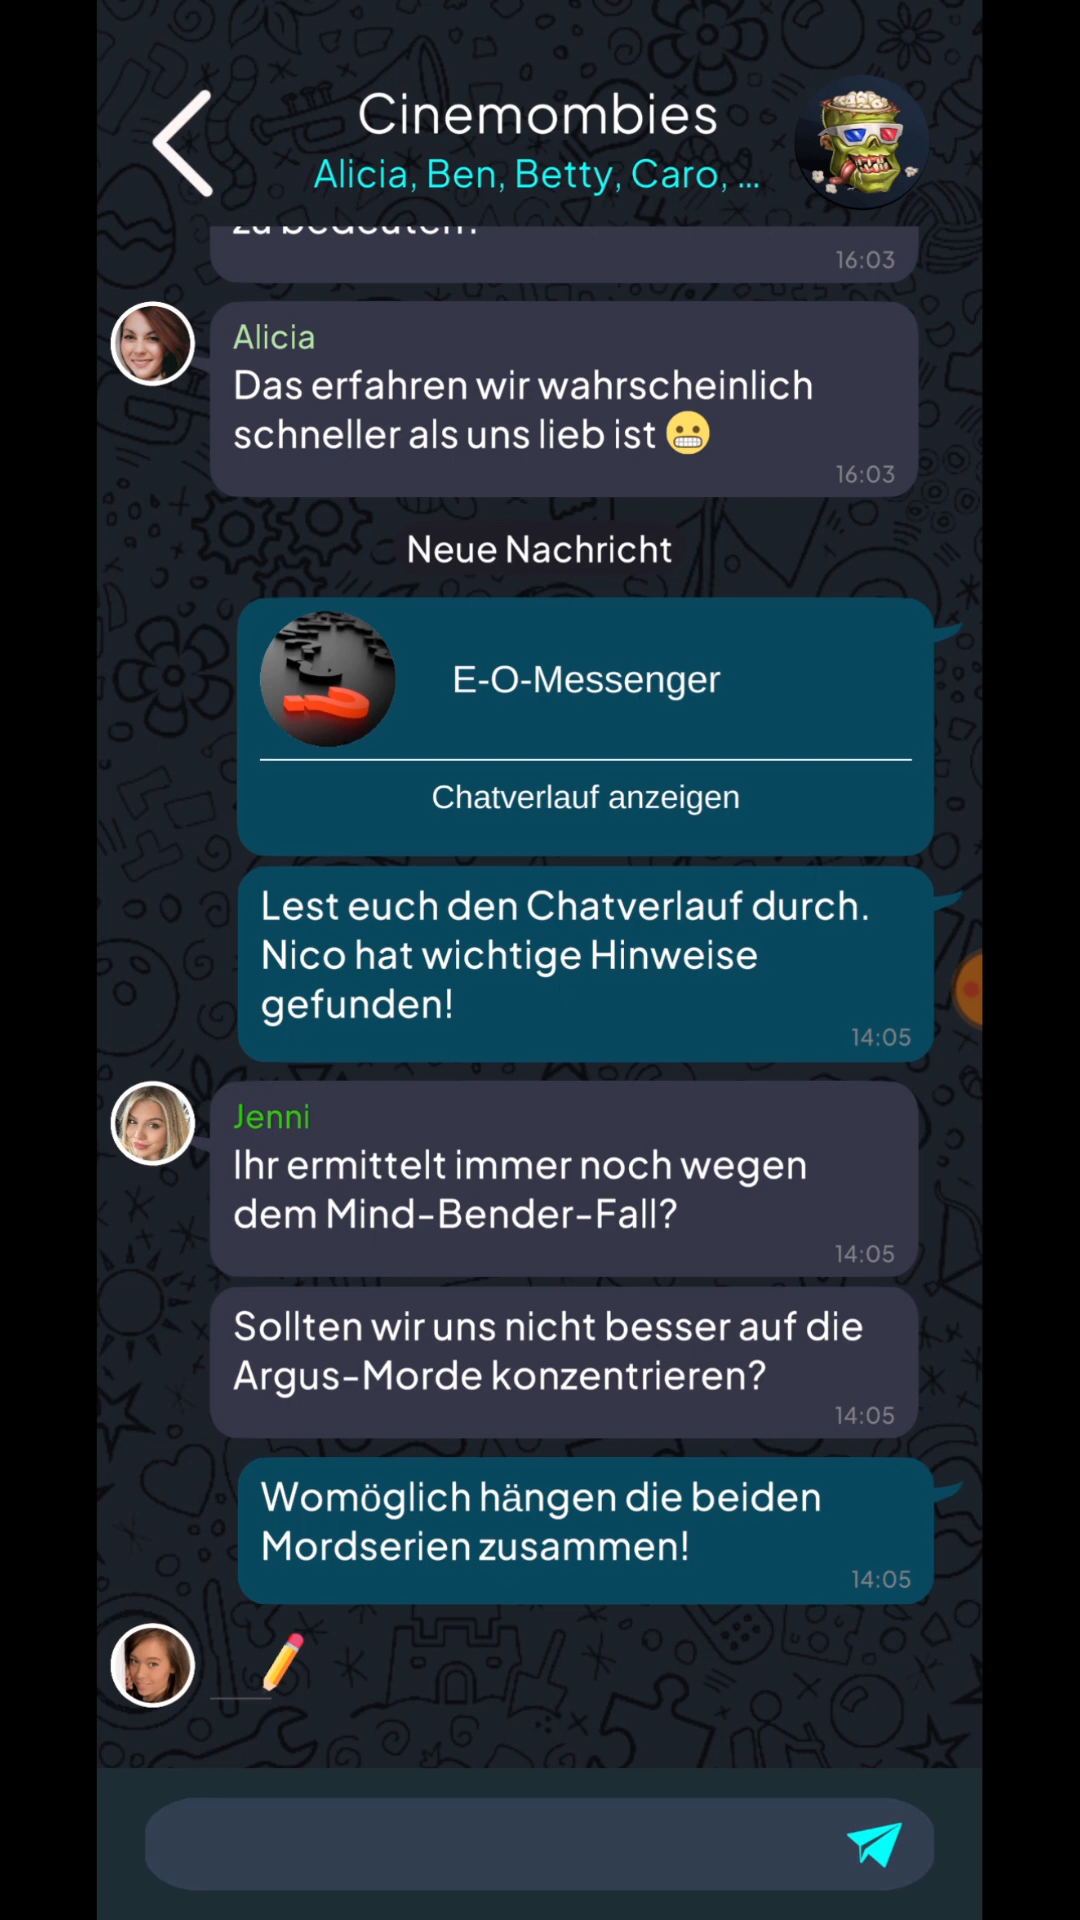 Cinemombies
Alicia, Ben, Betty, Caro, ...
zu bedeuten?
16:03
Alicia
Das erfahren wir wahrscheinlich
schneller als uns lieb ist 😬
16:03
Neue Nachricht
E-O-Messenger
Chatverlauf anzeigen
Lest euch den Chatverlauf durch.
Nico hat wichtige Hinweise
gefunden!
14:05
Jenni
Ihr ermittelt immer noch wegen
dem Mind-Bender-Fall?
14:05
Sollten wir uns nicht besser auf die
Argus-Morde konzentrieren?
14:05
Womöglich hängen die beiden
Mordserien zusammen!
14:05